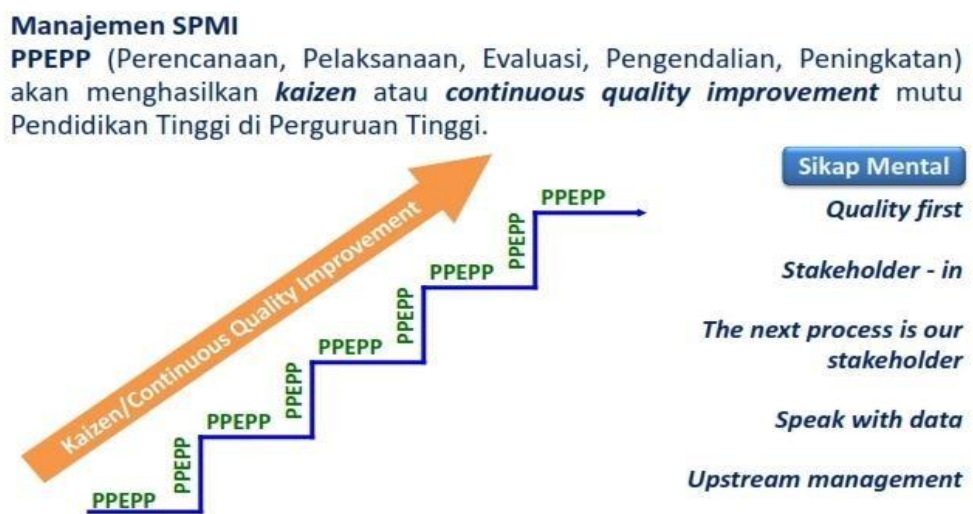 Manajemen SPMI
PPEPP (Perencanaan, Pelaksanaan, Evaluasi, Pengendalian, Peningkatan)
akan menghasilkan kaizen atau continuous quality improvement mutu
Pendidikan Tinggi di Perguruan Tinggi.
Sikap Mental
Quality first
Stakeholder - in
The next process is our
stakeholder
Speak with data
Upstream management
Kaizen/Continuous Quality Improvement
PPEPP
PPEPP
PPEPP
PPEPP
PPEPP
PPEPP
PPEPP
PPEPP
PPEPP